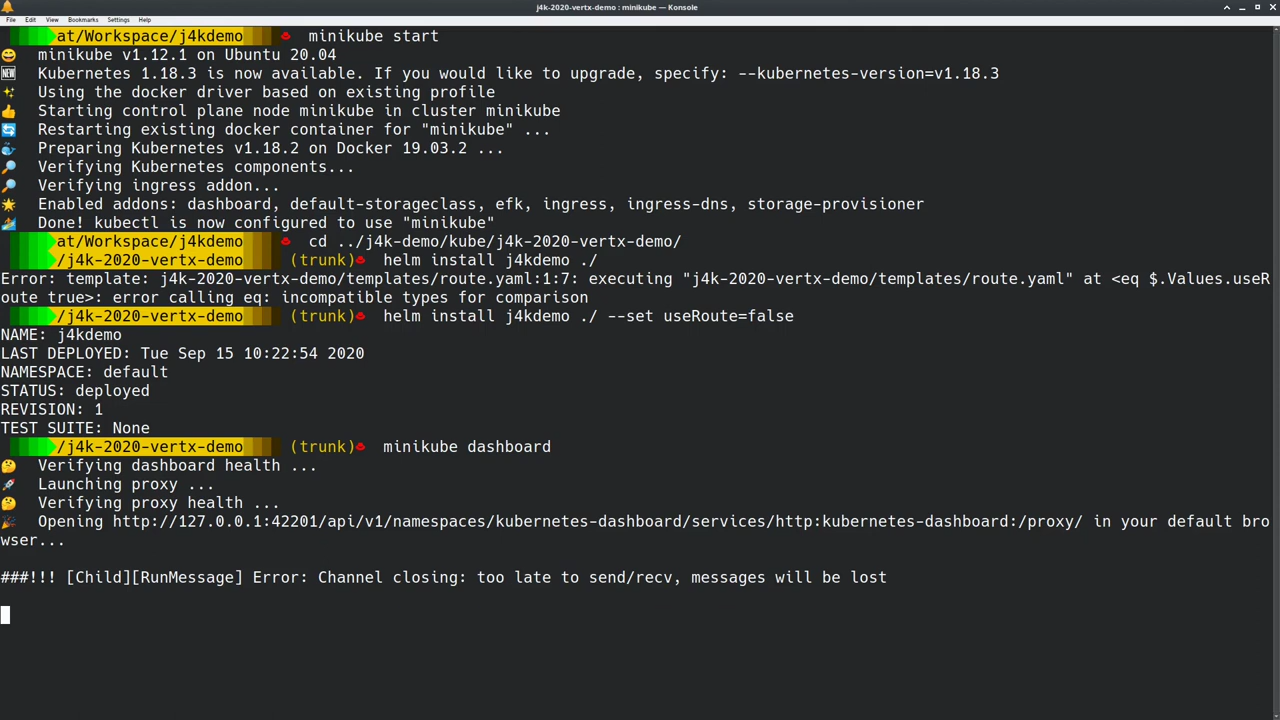 j4k-2020-vertx-demo : minikube — Konsole
File Edit View Bookmarks Settings Help
at/Workspace/j4kdemo minikube start
minikube v1.12.1 on Ubuntu 20.04
NEW Kubernetes 1.18.3 is now available. If you would like to upgrade, specify: --kubernetes-version=v1.18.3
Using the docker driver based on existing profile
Starting control plane node minikube in cluster minikube
Restarting existing docker container for "minikube" ...
Preparing Kubernetes v1.18.2 on Docker 19.03.2 ...
Verifying Kubernetes components...
Verifying ingress addon...
Enabled addons: dashboard, default-storageclass, efk, ingress, ingress-dns, storage-provisioner
Done! kubectl is now configured to use "minikube"
at/Workspace/j4kdemo cd ../j4k-demo/kube/j4k-2020-vertx-demo/
/j4k-2020-vertx-demo (trunk) helm install j4kdemo ./
Error: template: j4k-2020-vertx-demo/templates/route.yaml:1:7: executing "j4k-2020-vertx-demo/templates/route.yaml" at <eq $.Values.useR
oute true>: error calling eq: incompatible types for comparison
/j4k-2020-vertx-demo (trunk) helm install j4kdemo ./ --set useRoute=false
NAME: j4kdemo
LAST DEPLOYED: Tue Sep 15 10:22:54 2020
NAMESPACE: default
STATUS: deployed
REVISION: 1
TEST SUITE: None
/j4k-2020-vertx-demo (trunk) minikube dashboard
Verifying dashboard health ...
Launching proxy ...
Verifying proxy health ...
Opening http://127.0.0.1:42201/api/v1/namespaces/kubernetes-dashboard/services/http:kubernetes-dashboard:/proxy/ in your default bro
wser...
###!!! [Child][RunMessage] Error: Channel closing: too late to send/recv, messages will be lost